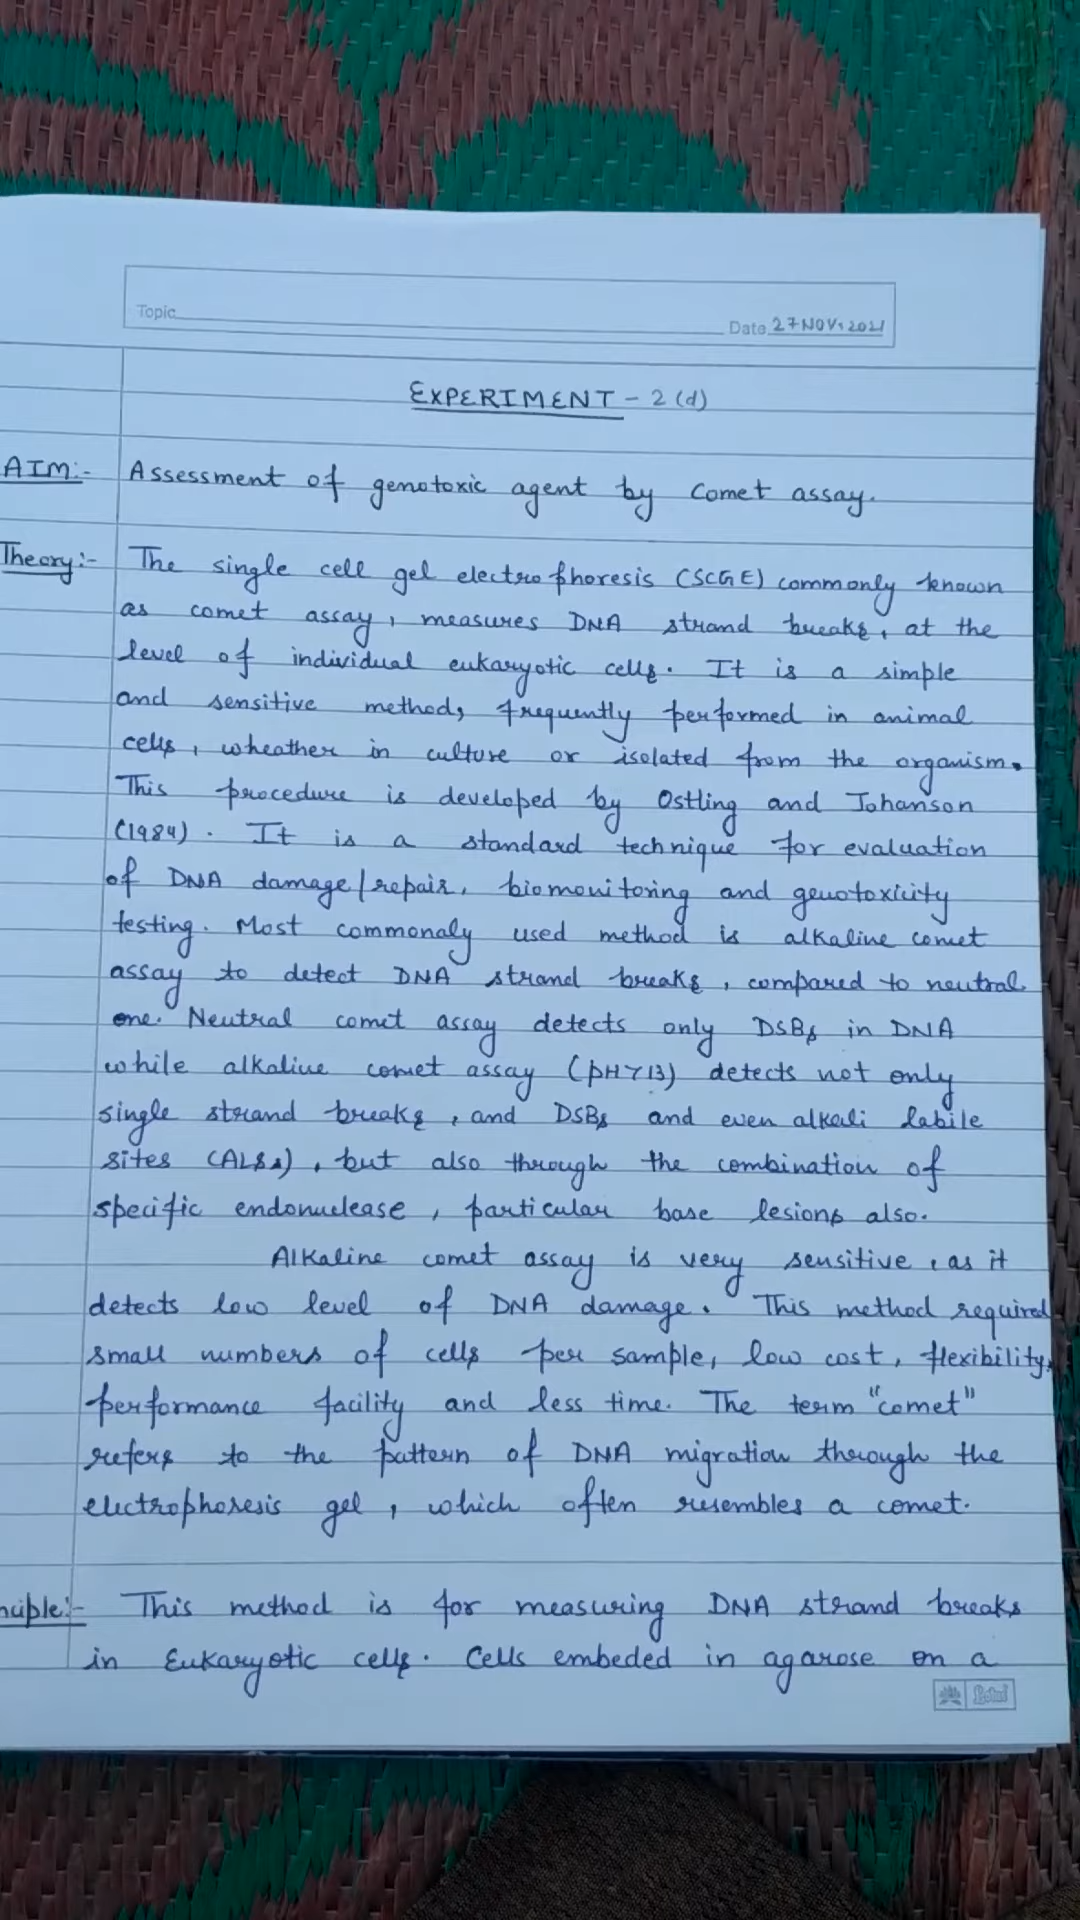 Topic
Date 27 NOV, 2021
EXPERIMENT - 2 (d)
AIM:- Assessment of genotoxic agent by Comet assay.
Theory:- The single cell gel electrophoresis (SCGE) commonly known
as comet assay, measures DNA strand breaks, at the
level of individual eukaryotic cells. It is a simple
and sensitive method, frequently performed in animal
cells, wheather in culture or isolated from the organism.
This procedure is developed by Ostling and Johanson
(1984). It is a standard technique for evaluation
of DNA damage/repair, biomonitoring and genotoxicity
testing. Most commonaly used method is alkaline comet
assay to detect DNA strand breaks, compared to neutral
one. Neutral comet assay detects only DSBs in DNA
while alkaline comet assay (pH>13) detects not only
single strand breaks, and DSBs and even alkali labile
sites (ALSs), but also through the combination of
specific endonuclease, particular base lesions also.
Alkaline comet assay is very sensitive, as it
detects low level of DNA damage. This method required
small numbers of cells per sample, low cost, flexibility,
performance facility and less time. The term "comet"
refers to the pattern of DNA migration through the
electrophoresis gel, which often resembles a comet.
nciple:- This method is for measuring DNA strand breaks
in Eukaryotic cells. Cells embeded in agarose on a